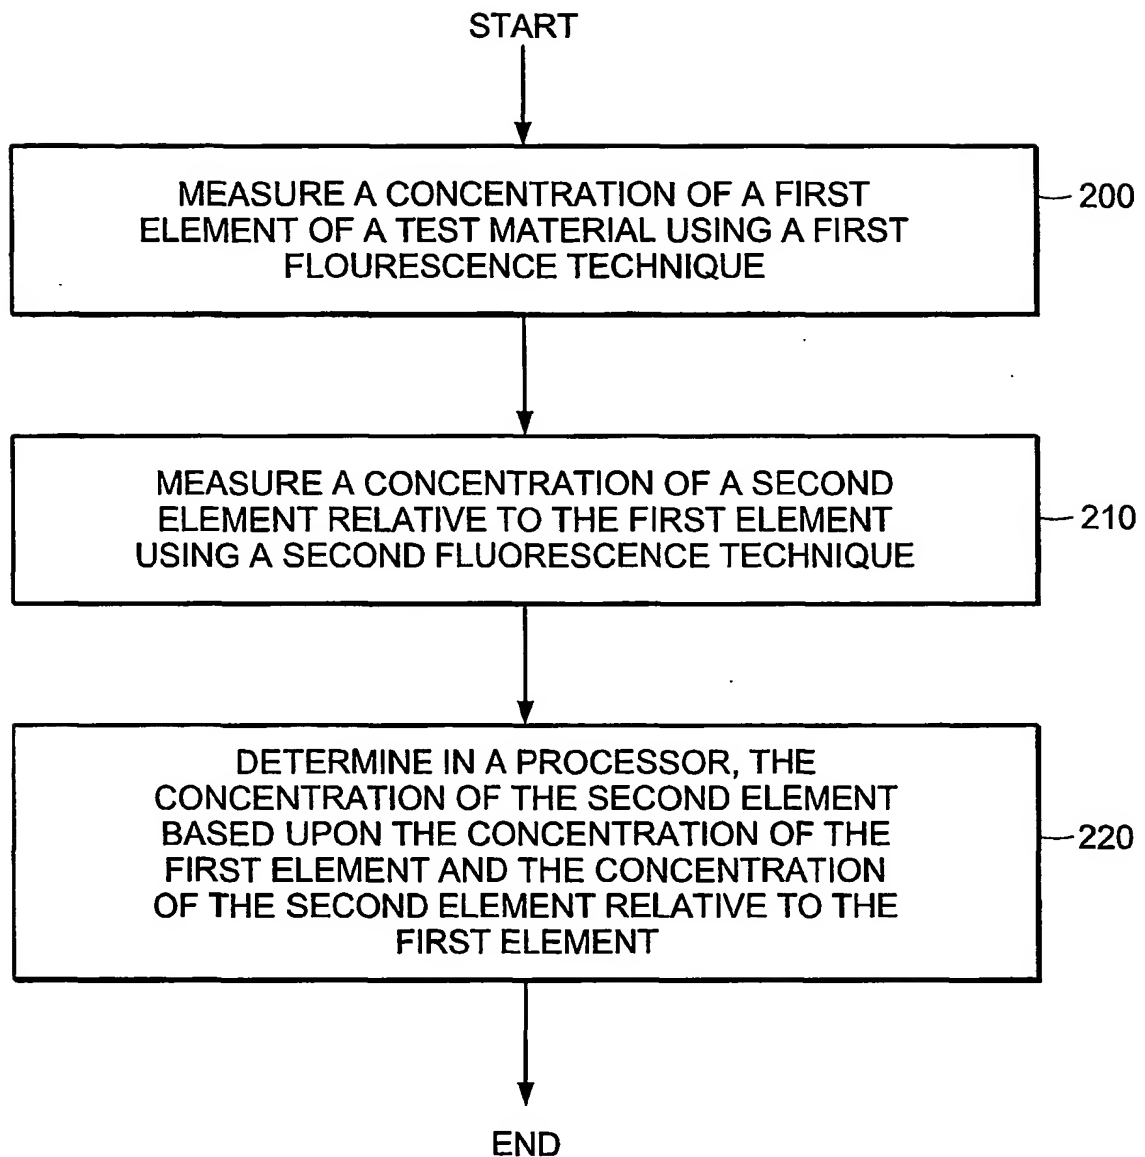 START
MEASURE A CONCENTRATION OF A FIRST
ELEMENT OF A TEST MATERIAL USING A FIRST
FLOURESCENCE TECHNIQUE
200
MEASURE A CONCENTRATION OF A SECOND
ELEMENT RELATIVE TO THE FIRST ELEMENT
USING A SECOND FLUORESCENCE TECHNIQUE
210
DETERMINE IN A PROCESSOR, THE
CONCENTRATION OF THE SECOND ELEMENT
BASED UPON THE CONCENTRATION OF THE
FIRST ELEMENT AND THE CONCENTRATION
OF THE SECOND ELEMENT RELATIVE TO THE
FIRST ELEMENT
220
END